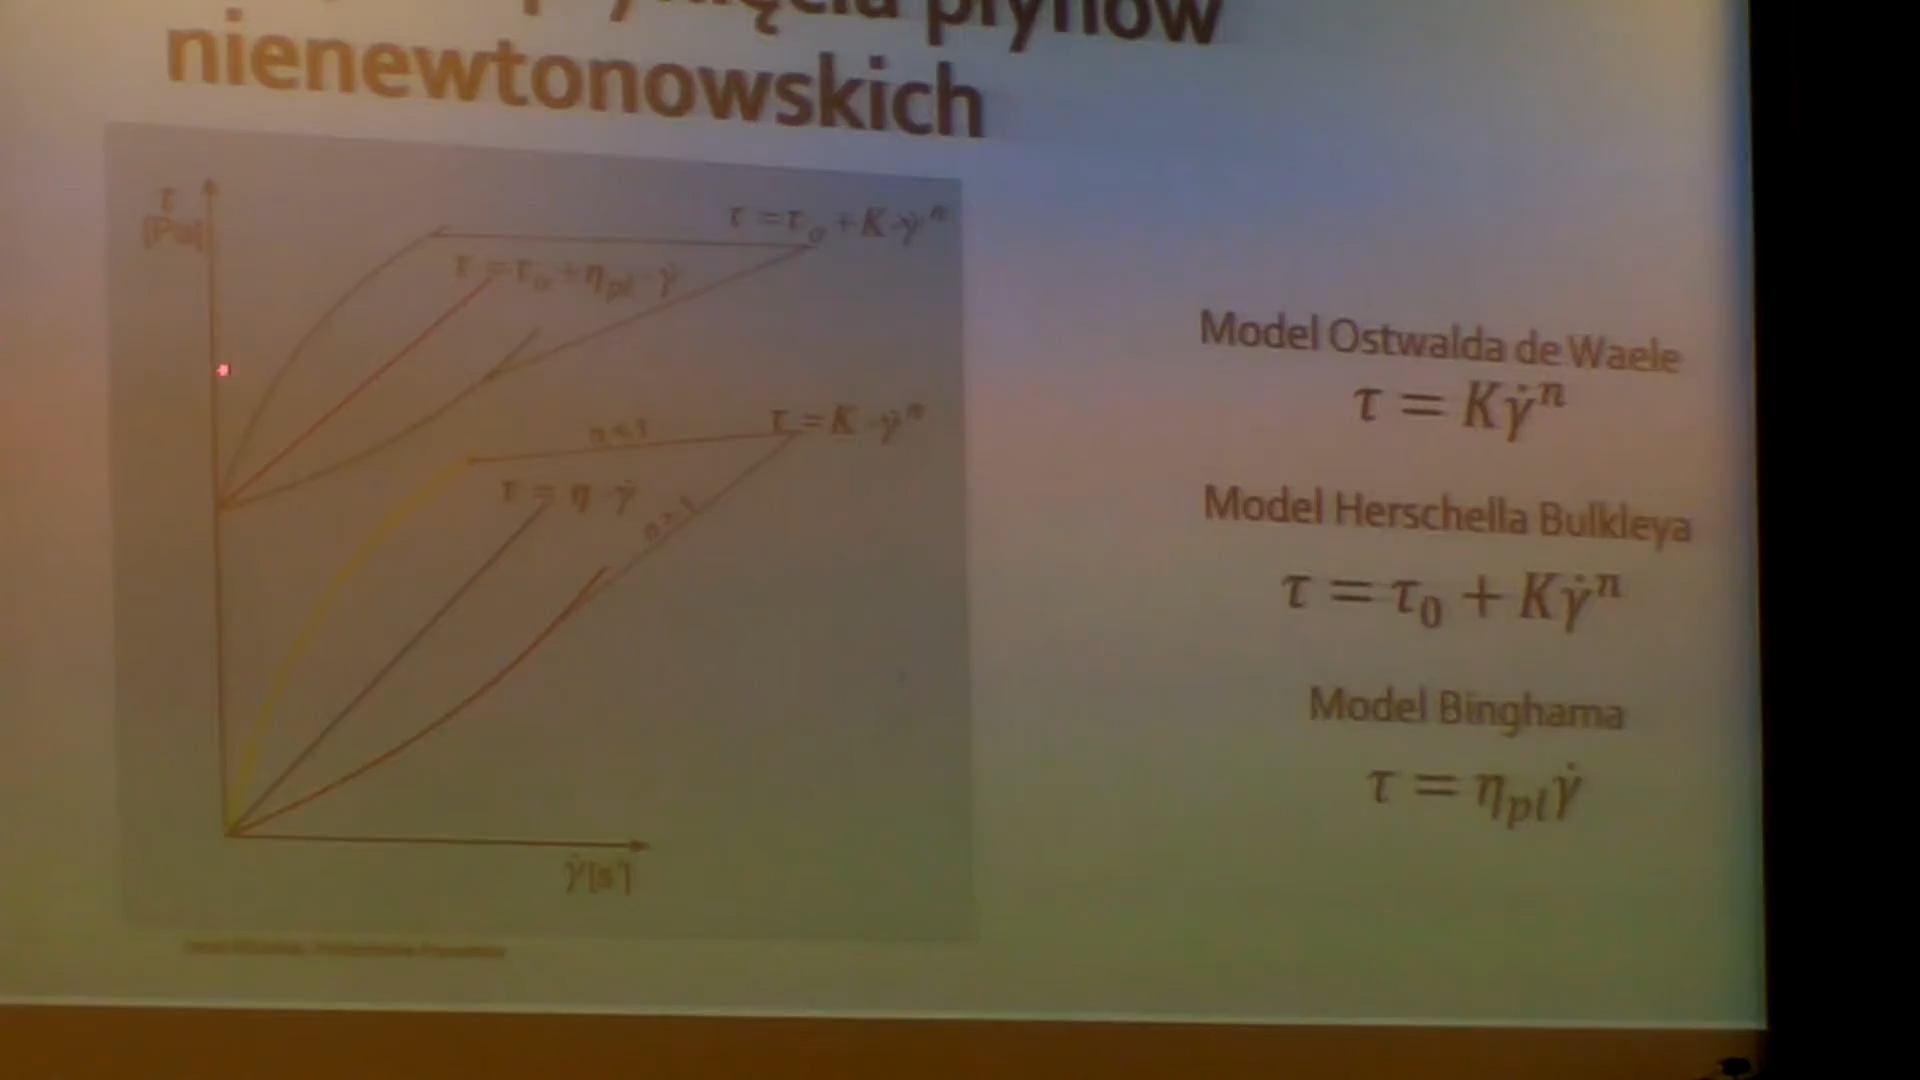 płynów
nienewtonowskich
τ
[Pa]
τ = τₒ + K · γ̇ⁿ
τ = τₒ + ηₚₗ · γ̇
n < 1
τ = K · γ̇ⁿ
τ = η · γ̇
n > 1
γ̇ [s⁻¹]
Model Ostwalda de Waele
τ = Kγ̇ⁿ
Model Herschella Bulkleya
τ = τ₀ + Kγ̇ⁿ
Model Binghama
τ = ηₚₗγ̇